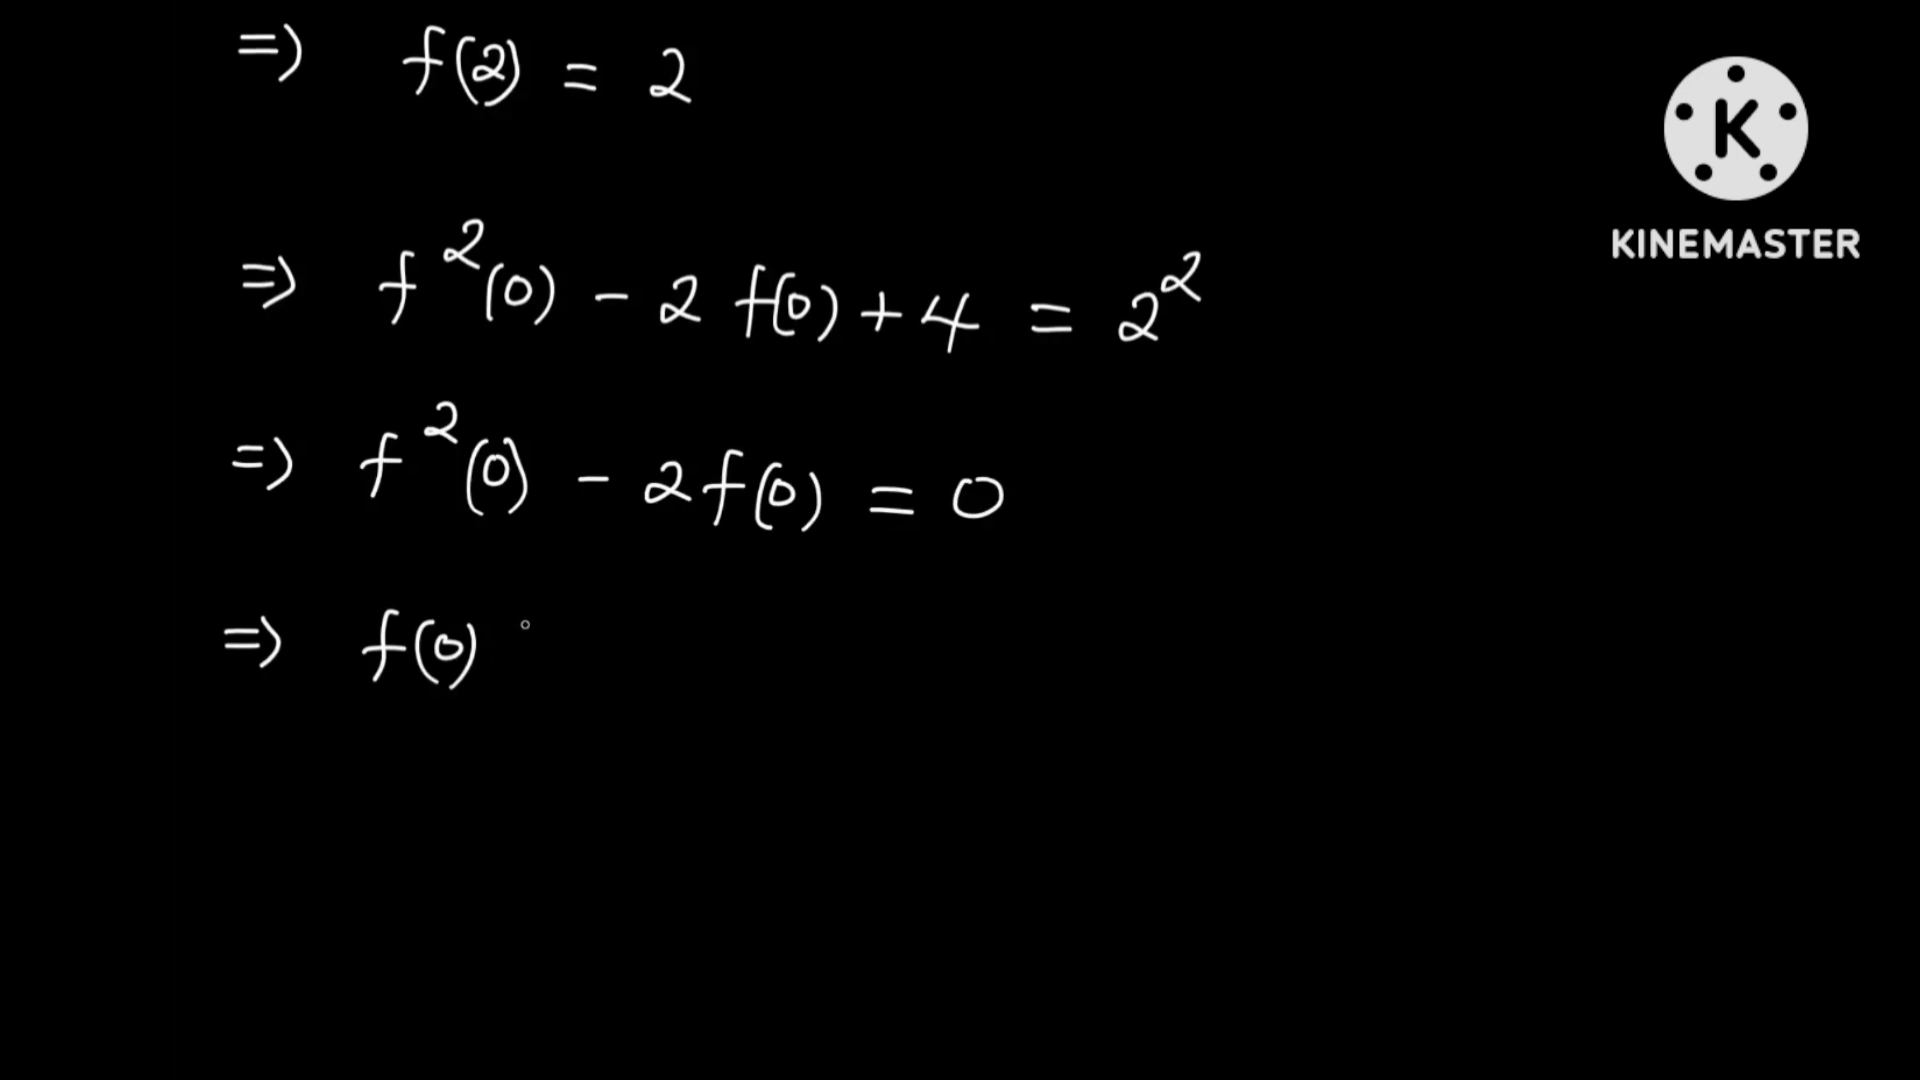 => f(2) = 2
K
KINEMASTER
=> f²(0) - 2 f(0) + 4 = 2²
=> f²(0) - 2f(0) = 0
=> f(0)